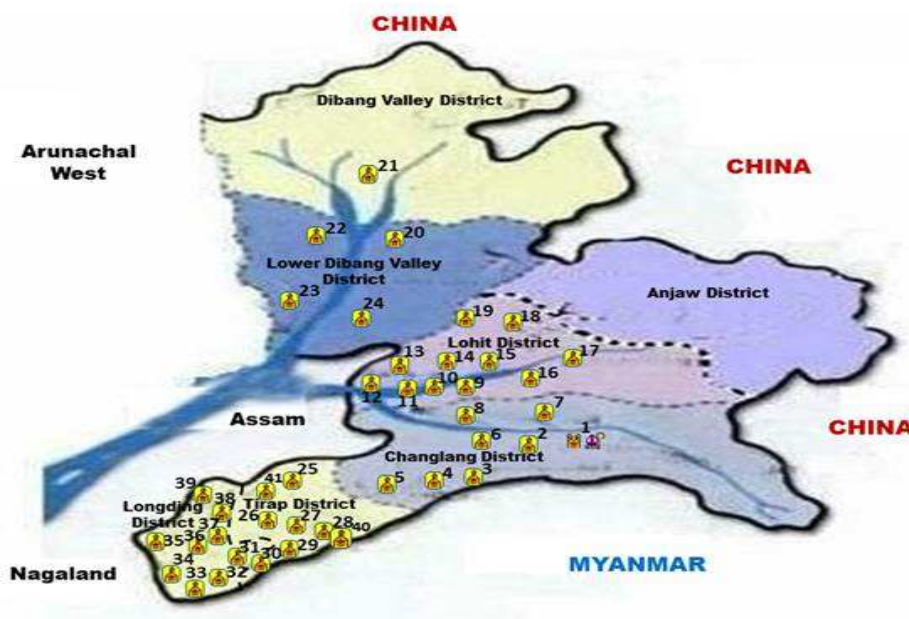 CHINA
Dibang Valley District
Arunachal
West
CHINA
21
22
20
Lower Dibang Valley
District
Anjaw District
23
24
19
18
Lohit District
13
14
15
17
16
12
11
10
9
Assam
8
7
CHINA
6
2
1
Changlang District
5
4
3
39
41
25
38
Longding
District
Tirap District
26
27
28
40
37
35
36
31
30
29
34
33
32
Nagaland
MYANMAR